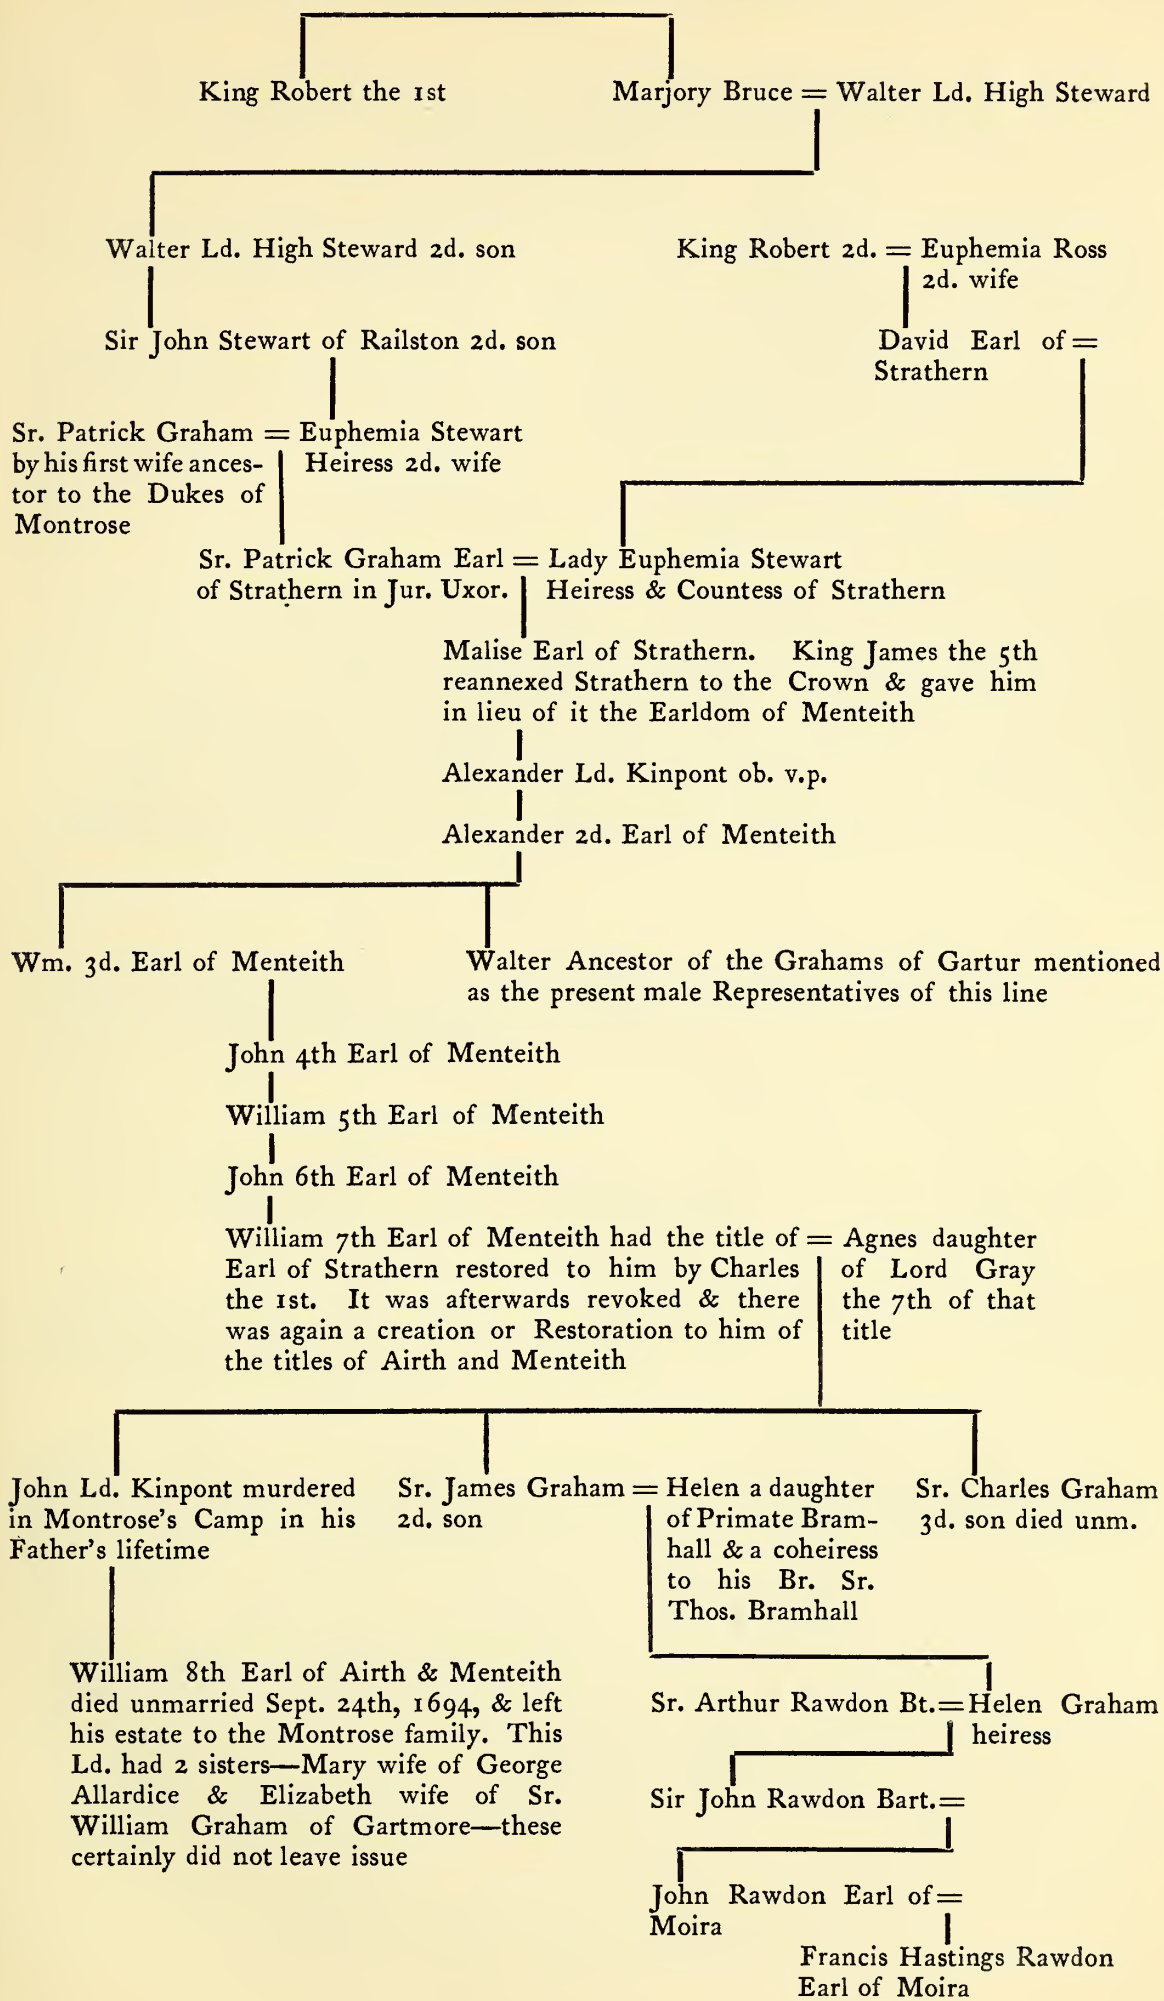 King Robert the 1st
Marjory Bruce = Walter Ld. High Steward
Walter Ld. High Steward 2d. son
King Robert 2d. = Euphemia Ross
2d. wife
Sir John Stewart of Railston 2d. son
David Earl of =
Strathern
Sr. Patrick Graham = Euphemia Stewart
by his first wife ances-
tor to the Dukes of
Montrose
Heiress 2d. wife
Sr. Patrick Graham Earl = Lady Euphemia Stewart
of Strathern in Jur. Uxor.
Heiress & Countess of Strathern
Malise Earl of Strathern. King James the 5th
reannexed Strathern to the Crown & gave him
in lieu of it the Earldom of Menteith
Alexander Ld. Kinpont ob. v.p.
Alexander 2d. Earl of Menteith
Wm. 3d. Earl of Menteith
Walter Ancestor of the Grahams of Gartur mentioned
as the present male Representatives of this line
John 4th Earl of Menteith
William 5th Earl of Menteith
John 6th Earl of Menteith
William 7th Earl of Menteith had the title of =
Earl of Strathern restored to him by Charles
the 1st. It was afterwards revoked & there
was again a creation or Restoration to him of
the titles of Airth and Menteith
Agnes daughter
of Lord Gray
the 7th of that
title
John Ld. Kinpont murdered
in Montrose's Camp in his
Father's lifetime
Sr. James Graham =
2d. son
Helen a daughter
of Primate Bram-
hall & a coheiress
to his Br. Sr.
Thos. Bramhall
Sr. Charles Graham
3d. son died unm.
William 8th Earl of Airth & Menteith
died unmarried Sept. 24th, 1694, & left
his estate to the Montrose family. This
Ld. had 2 sisters—Mary wife of George
Allardice & Elizabeth wife of Sr.
William Graham of Gartmore—these
certainly did not leave issue
Sr. Arthur Rawdon Bt. = Helen Graham
heiress
Sir John Rawdon Bart. =
John Rawdon Earl of =
Moira
Francis Hastings Rawdon
Earl of Moira